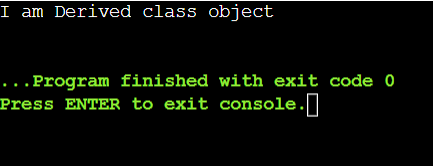 I am Derived class object
...Program finished with exit code 0
Press ENTER to exit console.